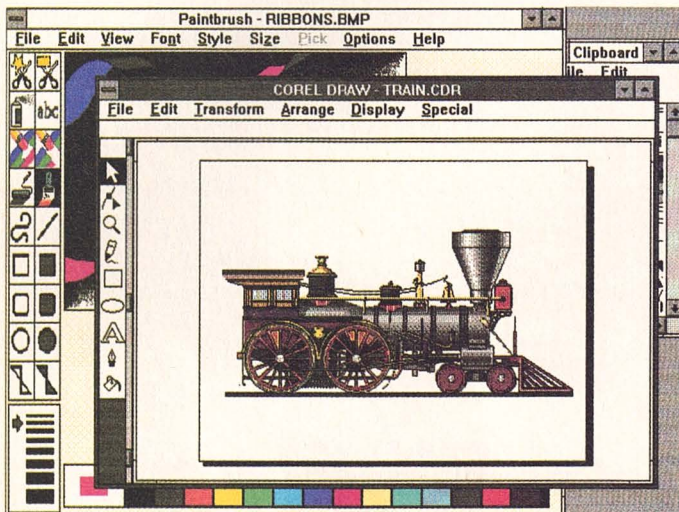 Paintbrush - RIBBONS.BMP
File Edit View Font Style Size Pick Options Help
Clipboard
File Edit
abc
COREL DRAW - TRAIN.CDR
File Edit Transform Arrange Display Special
A